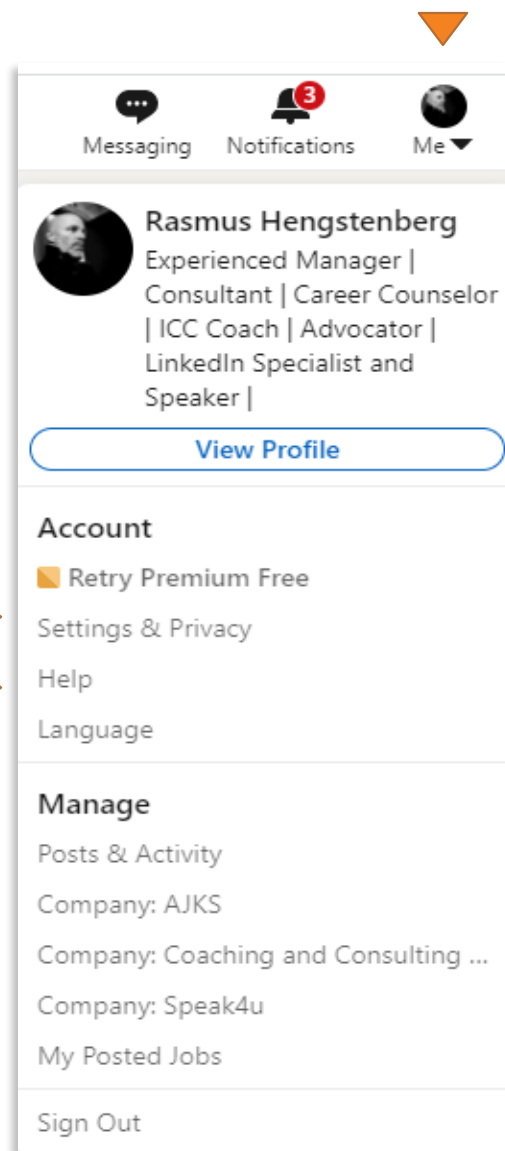 3
Messaging Notifications Me
Rasmus Hengstenberg
Experienced Manager |
Consultant | Career Counselor
| ICC Coach | Advocator |
LinkedIn Specialist and
Speaker |
View Profile
Account
Retry Premium Free
Settings & Privacy
Help
Language
Manage
Posts & Activity
Company: AJKS
Company: Coaching and Consulting ...
Company: Speak4u
My Posted Jobs
Sign Out